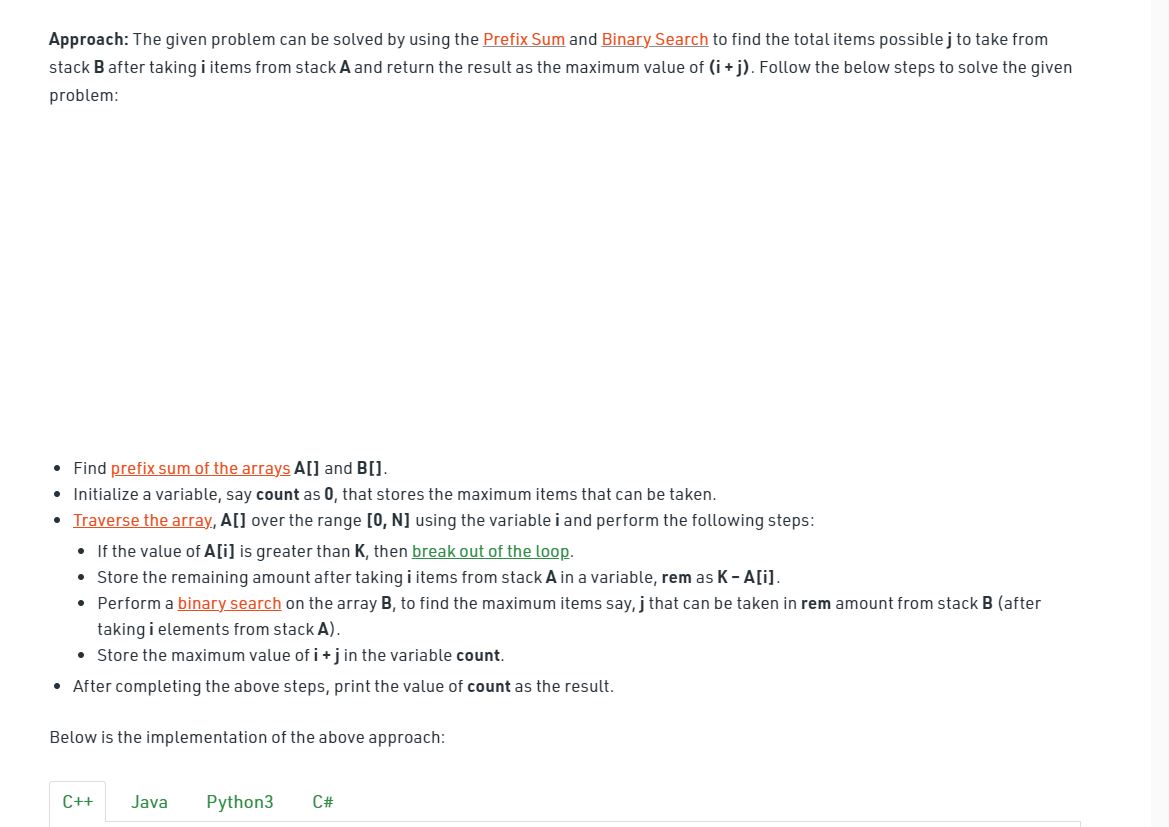 Approach: The given problem can be solved by using the Prefix Sum and Binary Search to find the total items possible j to take from
stack B after taking i items from stack A and return the result as the maximum value of (i + j). Follow the below steps to solve the given
problem:
• Find prefix sum of the arrays A[] and B[].
• Initialize a variable, say count as 0, that stores the maximum items that can be taken.
• Traverse the array, A[] over the range [0, N] using the variable i and perform the following steps:
• If the value of A[i] is greater than K, then break out of the loop.
• Store the remaining amount after taking i items from stack A in a variable, rem as K – A[i].
• Perform a binary search on the array B, to find the maximum items say, j that can be taken in rem amount from stack B (after
taking i elements from stack A).
• Store the maximum value of i + j in the variable count.
• After completing the above steps, print the value of count as the result.
Below is the implementation of the above approach:
C++ Java Python3 C#